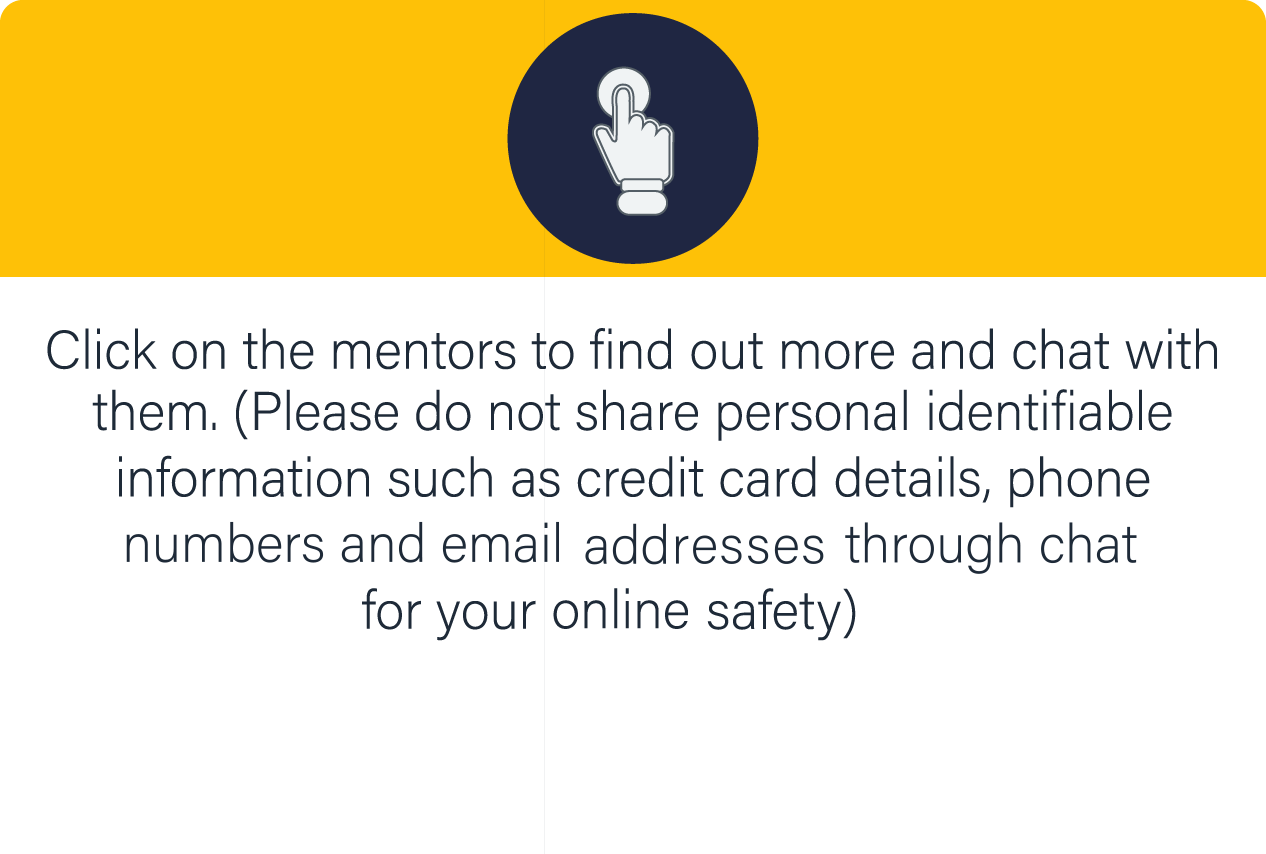 Click on the mentors to find out more and chat with
them. (Please do not share personal identifiable
information such as credit card details, phone
numbers and email addresses through chat
for your online safety)